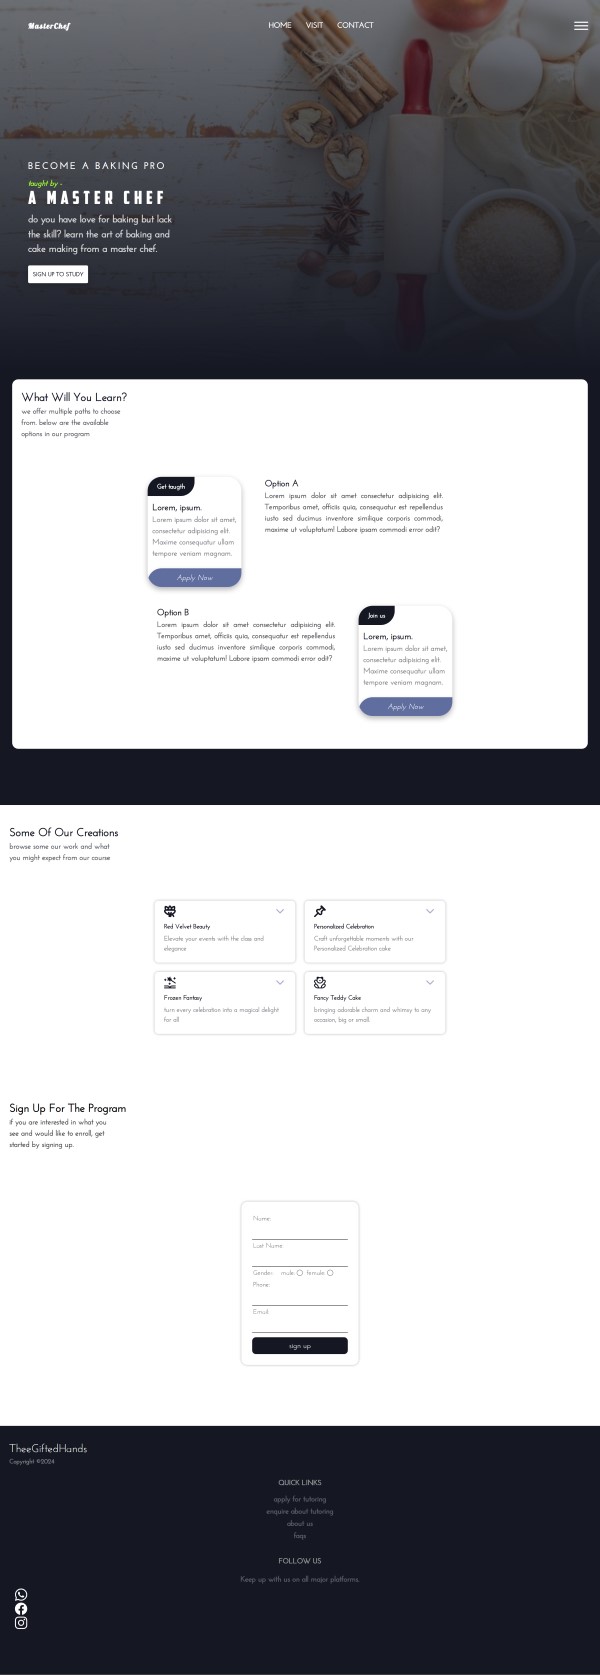 MasterChef
HOME VISIT CONTACT
BECOME A BAKING PRO
taught by -
A MASTER CHEF
do you have love for baking but lack
the skill? learn the art of baking and
cake making from a master chef.
SIGN UP TO STUDY
What Will You Learn?
we offer multiple paths to choose
from. below are the available
options in our program
Get taugth
Lorem, ipsum.
Lorem ipsum dolor sit amet,
consectetur adipisicing elit.
Maxime consequatur ullam
tempore veniam magnam.
Apply Now
Option A
Lorem ipsum dolor sit amet consectetur adipisicing elit.
Temporibus amet, officiis quia, consequatur est repellendus
iusto sed ducimus inventore similique corporis commodi,
maxime ut voluptatum! Labore ipsam commodi error odit?
Option B
Lorem ipsum dolor sit amet consectetur adipisicing elit.
Temporibus amet, officiis quia, consequatur est repellendus
iusto sed ducimus inventore similique corporis commodi,
maxime ut voluptatum! Labore ipsam commodi error odit?
Join us
Lorem, ipsum.
Lorem ipsum dolor sit amet,
consectetur adipisicing elit.
Maxime consequatur ullam
tempore veniam magnam.
Apply Now
Some Of Our Creations
browse some our work and what
you might expect from our course
Red Velvet Beauty
Elevate your events with the class and
elegance
Personalized Celebration
Craft unforgettable moments with our
Personalized Celebration cake
Frozen Fantasy
turn every celebration into a magical delight
for all
Fancy Teddy Cake
bringing adorable charm and whimsy to any
occasion, big or small.
Sign Up For The Program
if you are interested in what you
see and would like to enroll, get
started by signing up.
Name:
Last Name:
Gender: male female
Phone:
Email:
sign up
TheeGiftedHands
Copyright ©2024
QUICK LINKS
apply for tutoring
enquire about tutoring
about us
faqs
FOLLOW US
Keep up with us on all major platforms.